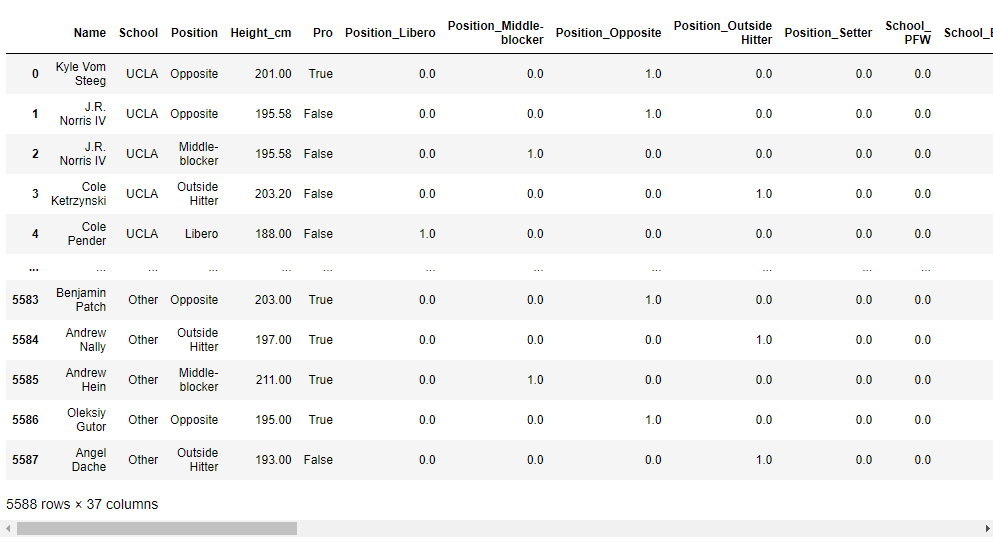 Name School Position Height_cm Pro Position_Libero Position_Middle-blocker Position_Opposite Position_Outside Hitter Position_Setter School_PFW School_E
0 Kyle Vom Steeg UCLA Opposite 201.00 True 0.0 0.0 1.0 0.0 0.0 0.0
1 J.R. Norris IV UCLA Opposite 195.58 False 0.0 0.0 1.0 0.0 0.0 0.0
2 J.R. Norris IV UCLA Middle-blocker 195.58 False 0.0 1.0 0.0 0.0 0.0 0.0
3 Cole Ketrzynski UCLA Outside Hitter 203.20 False 0.0 0.0 0.0 1.0 0.0 0.0
4 Cole Pender UCLA Libero 188.00 False 1.0 0.0 0.0 0.0 0.0 0.0
... ... ... ... ... ... ... ... ... ... ... ...
5583 Benjamin Patch Other Opposite 203.00 True 0.0 0.0 1.0 0.0 0.0 0.0
5584 Andrew Nally Other Outside Hitter 197.00 True 0.0 0.0 0.0 1.0 0.0 0.0
5585 Andrew Hein Other Middle-blocker 211.00 True 0.0 1.0 0.0 0.0 0.0 0.0
5586 Oleksiy Gutor Other Opposite 195.00 True 0.0 0.0 1.0 0.0 0.0 0.0
5587 Angel Dache Other Outside Hitter 193.00 False 0.0 0.0 0.0 1.0 0.0 0.0
5588 rows × 37 columns